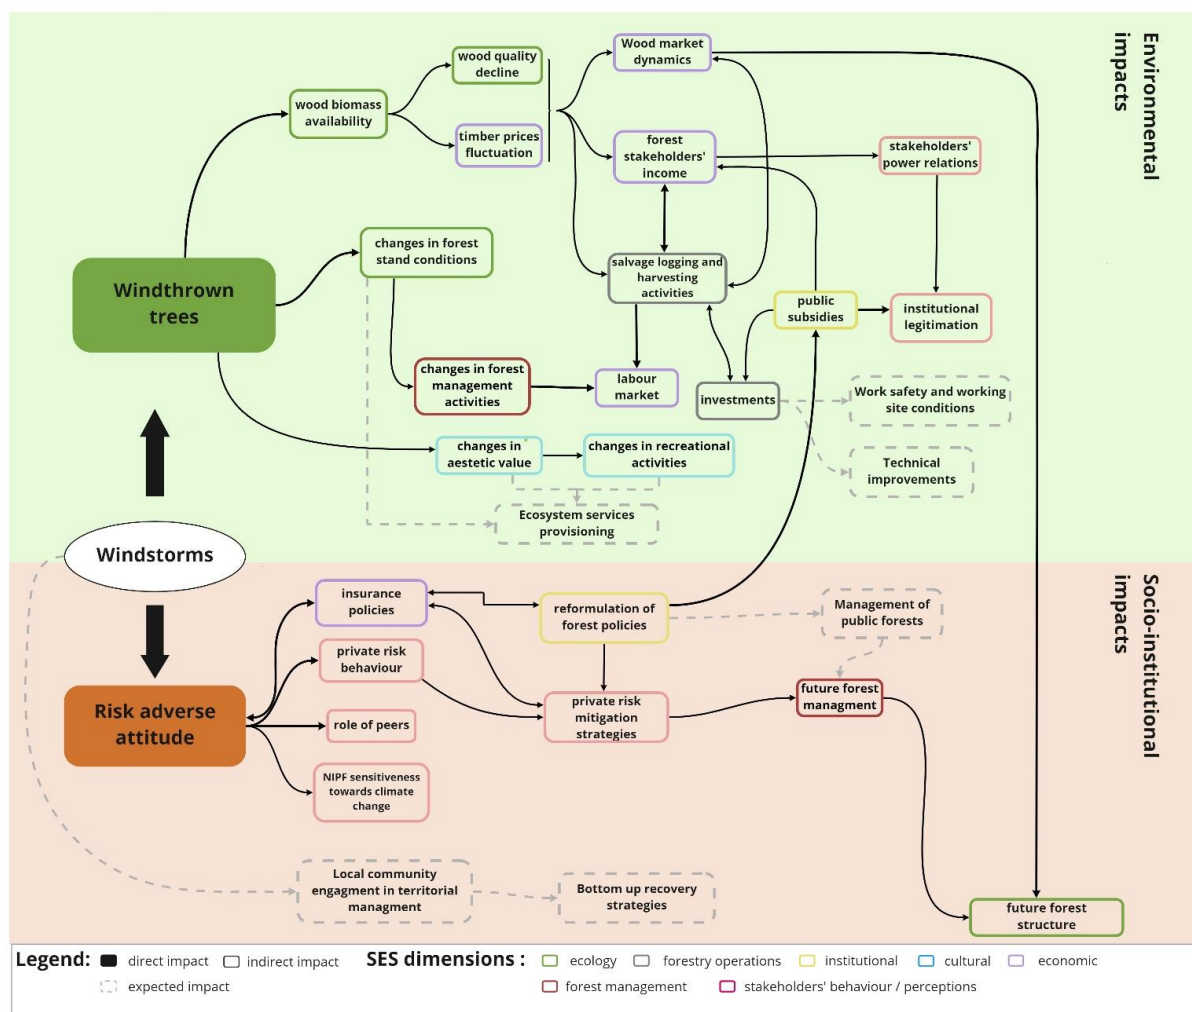 Environmental
impacts
Wood market
dynamics
wood quality
decline
wood biomass
availability
timber prices
fluctuation
forest
stakeholders'
income
stakeholders'
power relations
changes in forest
stand conditions
salvage logging and
harvesting
activities
Windthrown
trees
public
subsidies
institutional
legitimation
changes in forest
management
activities
labour
market
investments
Work safety and working
site conditions
changes in
aestetic value
changes in recreational
activities
Technical
improvements
Ecosystem services
provisioning
Windstorms
Socio-institutional
impacts
insurance
policies
reformulation of
forest policies
Management of
public forests
private risk
behaviour
Risk adverse
attitude
role of peers
private risk
mitigation
strategies
future forest
managment
NIPF sensitiveness
towards climate
change
Local community
engagment in territorial
managment
Bottom up recovery
strategies
future forest
structure
Legend: direct impact indirect impact SES dimensions : ecology forestry operations institutional cultural economic
expected impact forest management stakeholders' behaviour / perceptions